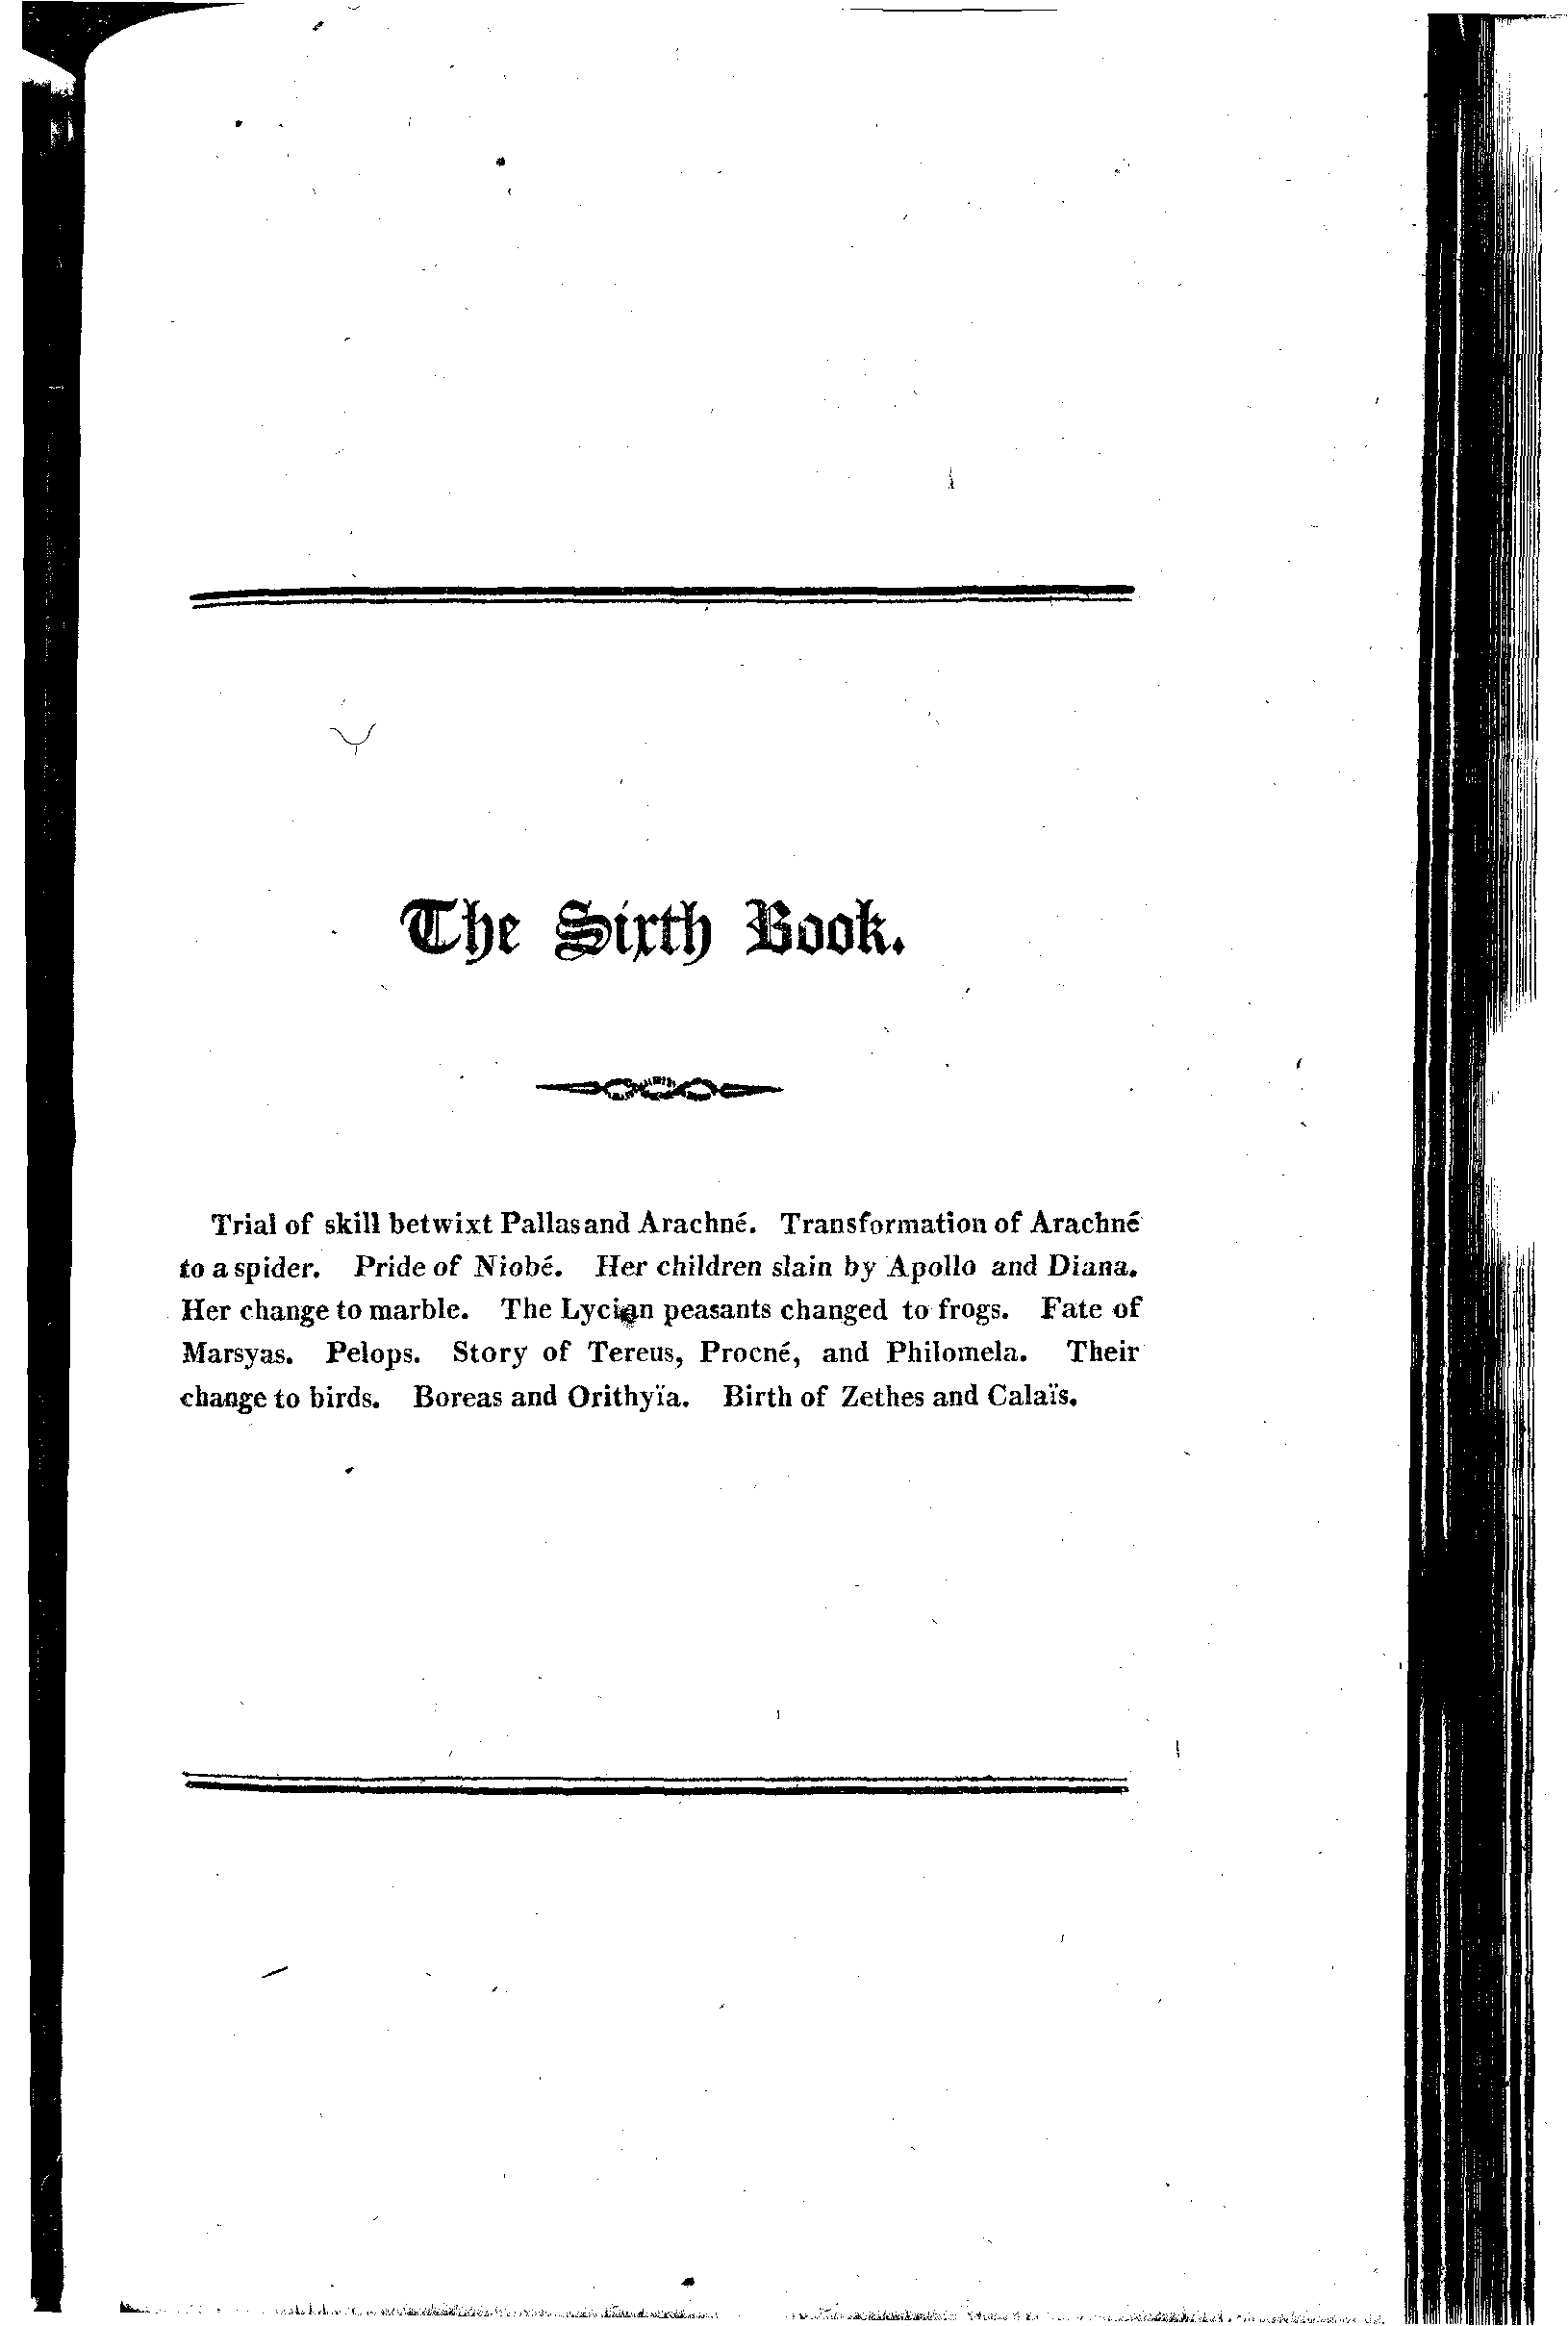 The Sixth Book.
Trial of skill betwixt Pallas and Arachné. Transformation of Arachné
to a spider. Pride of Niobé. Her children slain by Apollo and Diana.
Her change to marble. The Lycian peasants changed to frogs. Fate of
Marsyas. Pelops. Story of Tereus, Procné, and Philomela. Their
change to birds. Boreas and Orithyïa. Birth of Zethes and Calaïs.